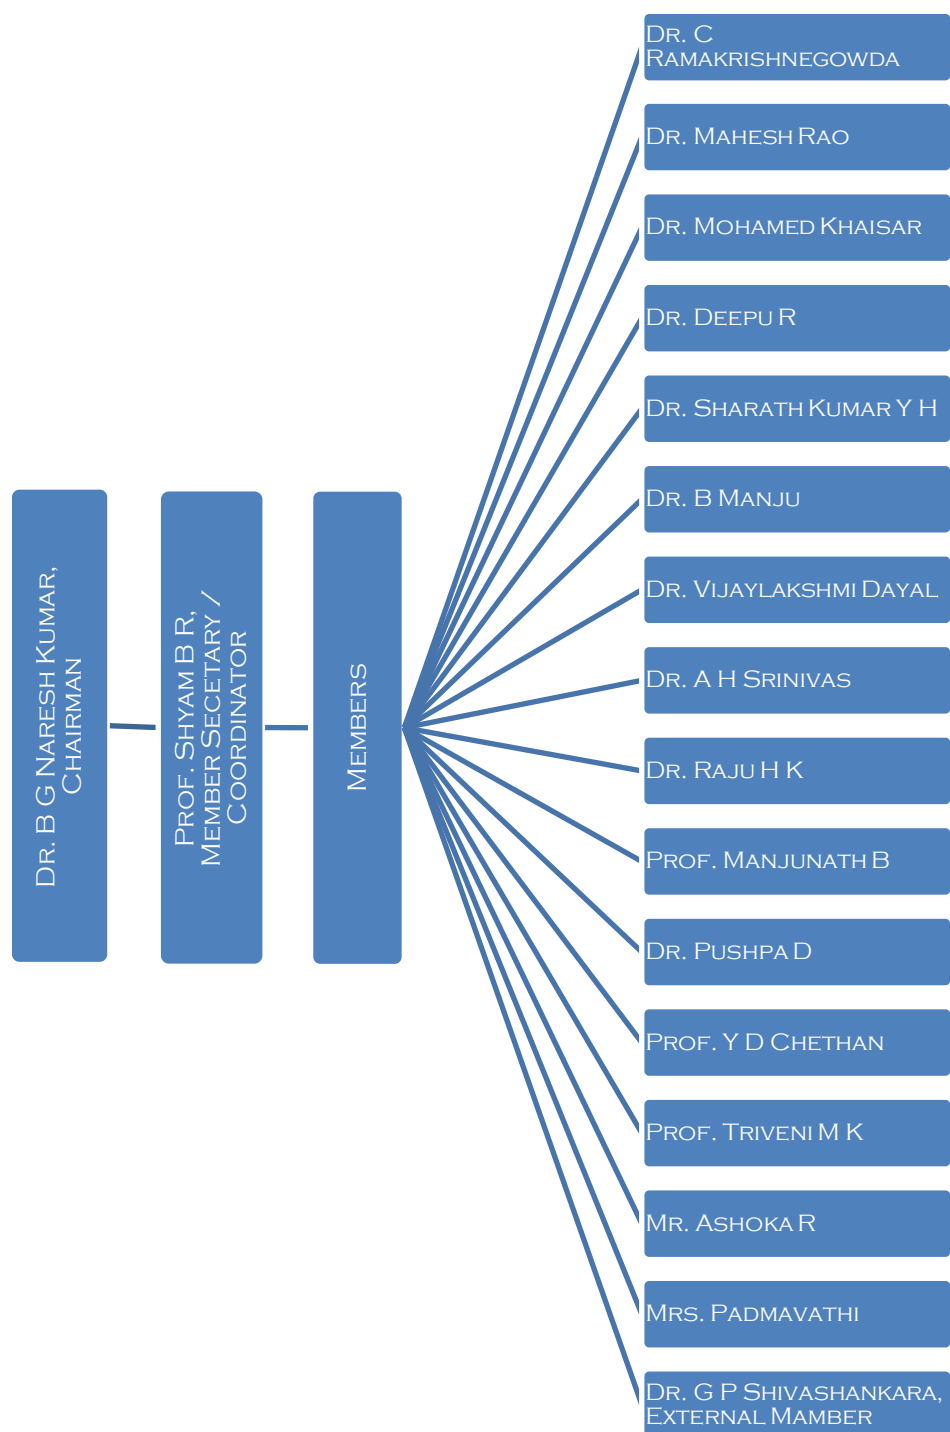 Dr. B G Naresh Kumar,
Chairman
Prof. Shyam B R,
Member Secetary /
Coordinator
Members
Dr. C
Ramakrishnegowda
Dr. Mahesh Rao
Dr. Mohamed Khaisar
Dr. Deepu R
Dr. Sharath Kumar Y H
Dr. B Manju
Dr. Vijaylakshmi Dayal
Dr. A H Srinivas
Dr. Raju H K
Prof. Manjunath B
Dr. Pushpa D
Prof. Y D Chethan
Prof. Triveni M K
Mr. Ashoka R
Mrs. Padmavathi
Dr. G P Shivashankara,
External Mamber